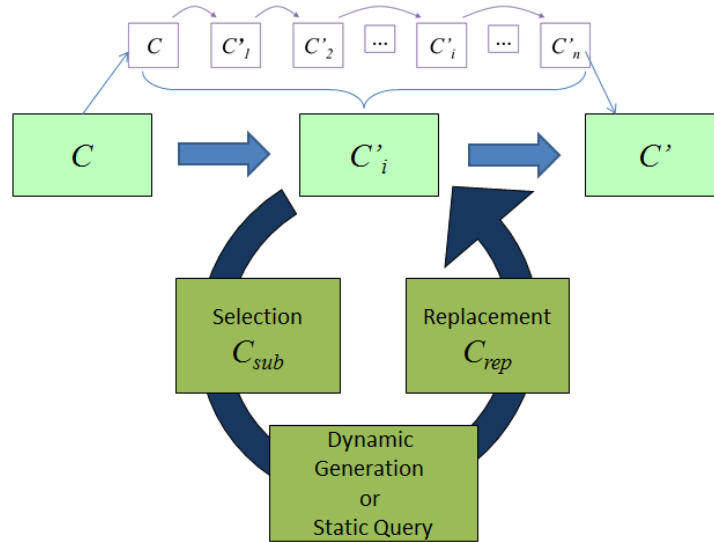 C C’1 C’2 ... C’i ... C’n
C C’i C’
Selection
Csub
Replacement
Crep
Dynamic
Generation
or
Static Query